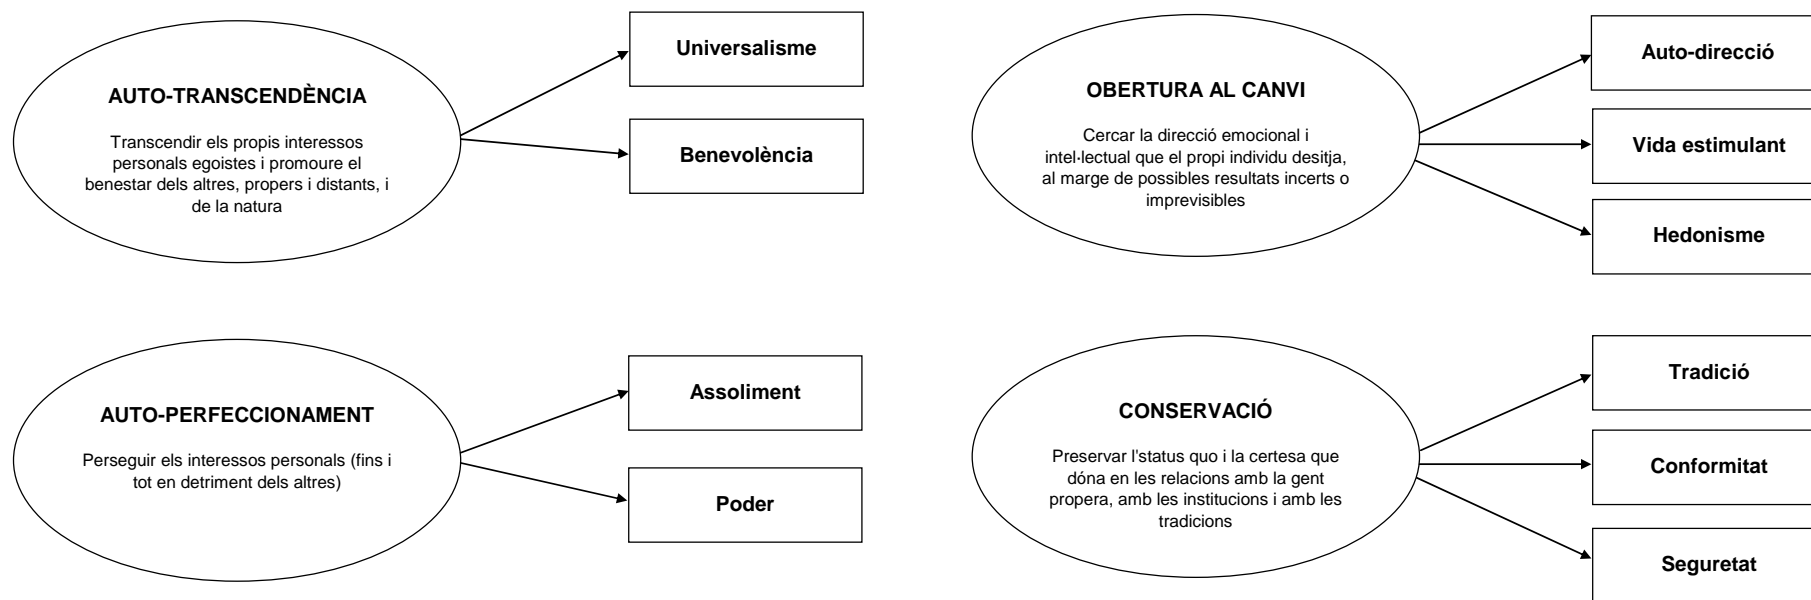 AUTO-TRANSCENDÈNCIA
Transcendir els propis interessos
personals egoistes i promoure el
benestar dels altres, propers i distants, i
de la natura
Universalisme
Benevolència
OBERTURA AL CANVI
Cercar la direcció emocional i
intel·lectual que el propi individu desitja,
al marge de possibles resultats incerts o
imprevisibles
Auto-direcció
Vida estimulant
Hedonisme
AUTO-PERFECCIONAMENT
Perseguir els interessos personals (fins i
tot en detriment dels altres)
Assoliment
Poder
CONSERVACIÓ
Preservar l'status quo i la certesa que
dóna en les relacions amb la gent
propera, amb les institucions i amb les
tradicions
Tradició
Conformitat
Seguretat